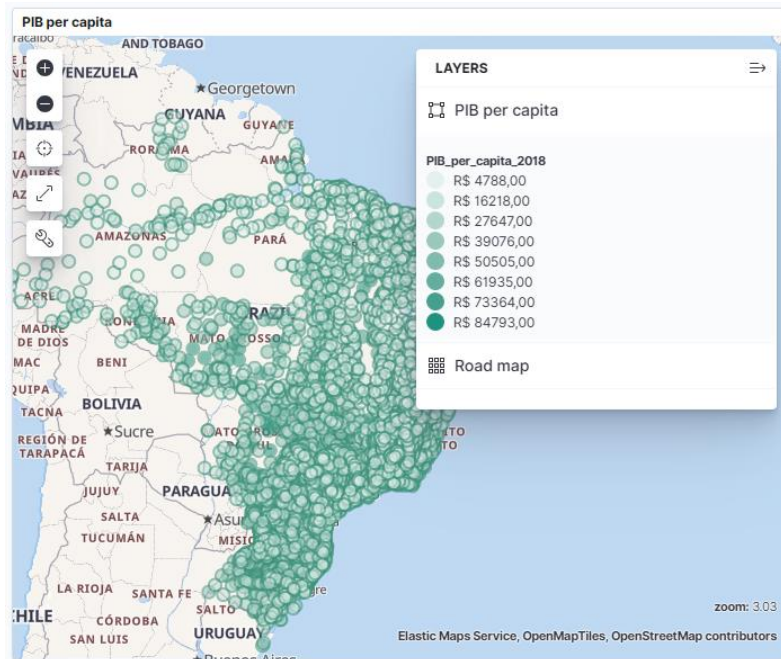 PIB per capita
AND TOBAGO
VENEZUELA
Georgetown
GUYANA
GUYANE
RORAIMA
AMAZONAS
PARÁ
ACRE
MADRE
DE DIOS
BENI
MATO GROSSO
BOLIVIA
Sucre
TACNA
REGIÓN DE
TARAPACÁ
TARIJA
JUJUY
PARAGUA
SALTA
TUCUMÁN
LA RIOJA
SANTA FE
SALTO
CÓRDOBA
SAN LUIS
URUGUAY
LAYERS
PIB per capita
PIB_per_capita_2018
R$ 4788,00
R$ 16218,00
R$ 27647,00
R$ 39076,00
R$ 50505,00
R$ 61935,00
R$ 73364,00
R$ 84793,00
Road map
zoom: 3.03
Elastic Maps Service, OpenMapTiles, OpenStreetMap contributors